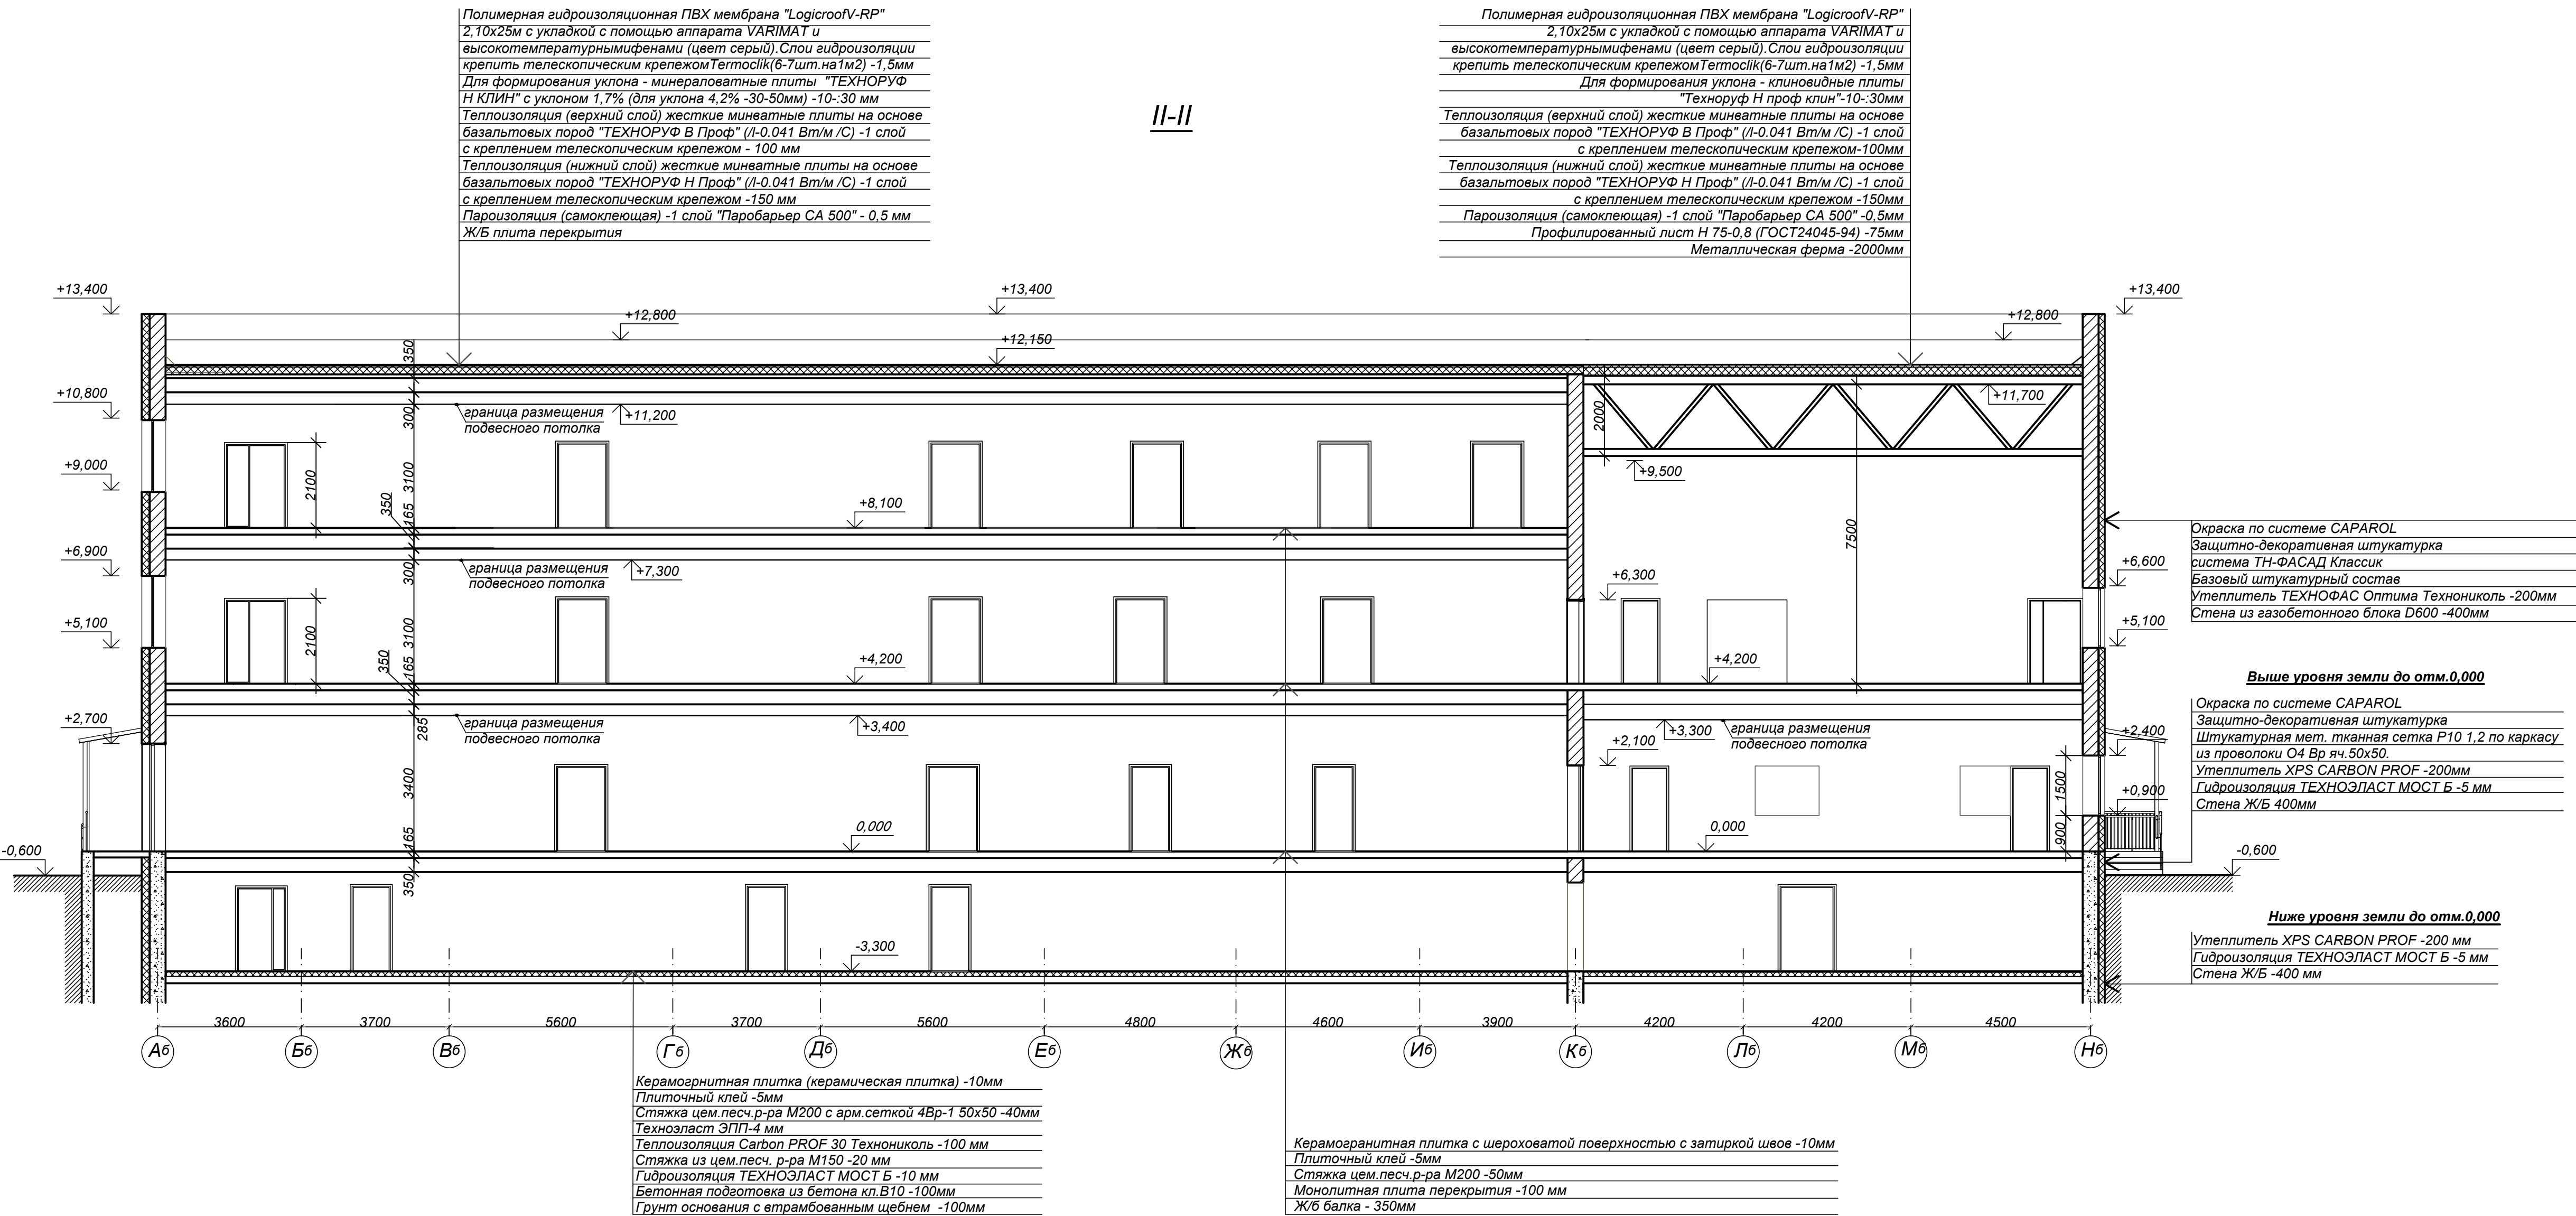 Полимерная гидроизоляционная ПВХ мембрана "LogicroofV-RP"
2,10х25м с укладкой с помощью аппарата VARIMAT и
высокотемпературнымифенами (цвет серый).Слои гидроизоляции
крепить телескопическим крепежомTermoclik(6-7шт.на1м2) -1,5мм
Для формирования уклона - минераловатные плиты "ТЕХНОРУФ
Н КЛИН" с уклоном 1,7% (для уклона 4,2% -30-50мм) -10-:30 мм
Теплоизоляция (верхний слой) жесткие минватные плиты на основе
базальтовых пород "ТЕХНОРУФ В Проф" (/l-0.041 Вт/м /С) -1 слой
с креплением телескопическим крепежом - 100 мм
Теплоизоляция (нижний слой) жесткие минватные плиты на основе
базальтовых пород "ТЕХНОРУФ Н Проф" (/l-0.041 Вт/м /С) -1 слой
с креплением телескопическим крепежом -150 мм
Пароизоляция (самоклеющая) -1 слой "Паробарьер СА 500" - 0,5 мм
Ж/Б плита перекрытия
II-II
Полимерная гидроизоляционная ПВХ мембрана "LogicroofV-RP"
2,10х25м с укладкой с помощью аппарата VARIMAT и
высокотемпературнымифенами (цвет серый).Слои гидроизоляции
крепить телескопическим крепежомTermoclik(6-7шт.на1м2) -1,5мм
Для формирования уклона - клиновидные плиты
"Техноруф Н проф клин"-10-:30мм
Теплоизоляция (верхний слой) жесткие минватные плиты на основе
базальтовых пород "ТЕХНОРУФ В Проф" (/l-0.041 Вт/м /С) -1 слой
с креплением телескопическим крепежом-100мм
Теплоизоляция (нижний слой) жесткие минватные плиты на основе
базальтовых пород "ТЕХНОРУФ Н Проф" (/l-0.041 Вт/м /С) -1 слой
с креплением телескопическим крепежом -150мм
Пароизоляция (самоклеющая) -1 слой "Паробарьер СА 500" -0,5мм
Профилированный лист Н 75-0,8 (ГОСТ24045-94) -75мм
Металлическая ферма -2000мм
+13,400
+13,400
+13,400
+12,800
+12,800
+12,150
350
+10,800
300
граница размещения
подвесного потолка
+11,200
2000
+11,700
+9,000
2100
350
3100
165
+8,100
+9,500
7500
+6,900
300
граница размещения
подвесного потолка
+7,300
+6,300
+6,600
+5,100
2100
350
3100
165
+4,200
+4,200
+5,100
+2,700
285
граница размещения
подвесного потолка
+3,400
+2,100
+3,300
граница размещения
подвесного потолка
+2,400
3400
1500
+0,900
165
0,000
0,000
900
-0,600
-0,600
350
-3,300
Окраска по системе CAPAROL
Защитно-декоративная штукатурка
система ТН-ФАСАД Классик
Базовый штукатурный состав
Утеплитель ТЕХНОФАС Оптима Технониколь -200мм
Стена из газобетонного блока D600 -400мм
Выше уровня земли до отм.0,000
Окраска по системе CAPAROL
Защитно-декоративная штукатурка
Штукатурная мет. тканная сетка Р10 1,2 по каркасу
из проволоки О4 Вр яч.50х50.
Утеплитель XPS CARBON PROF -200мм
Гидроизоляция ТЕХНОЭЛАСТ МОСТ Б -5 мм
Стена Ж/Б 400мм
Ниже уровня земли до отм.0,000
Утеплитель XPS CARBON PROF -200 мм
Гидроизоляция ТЕХНОЭЛАСТ МОСТ Б -5 мм
Стена Ж/Б -400 мм
3600 3700 5600 3700 5600 4800 4600 3900 4200 4200 4500
Аб Бб Вб Гб Дб Еб Жб Иб Кб Лб Мб Нб
Керамогрнитная плитка (керамическая плитка) -10мм
Плиточный клей -5мм
Стяжка цем.песч.р-ра М200 с арм.сеткой 4Вр-1 50х50 -40мм
Техноэласт ЭПП-4 мм
Теплоизоляция Carbon PROF 30 Технониколь -100 мм
Стяжка из цем.песч. р-ра М150 -20 мм
Гидроизоляция ТЕХНОЭЛАСТ МОСТ Б -10 мм
Бетонная подготовка из бетона кл.В10 -100мм
Грунт основания с втрамбованным щебнем -100мм
Керамогранитная плитка с шероховатой поверхностью с затиркой швов -10мм
Плиточный клей -5мм
Стяжка цем.песч.р-ра М200 -50мм
Монолитная плита перекрытия -100 мм
Ж/б балка - 350мм